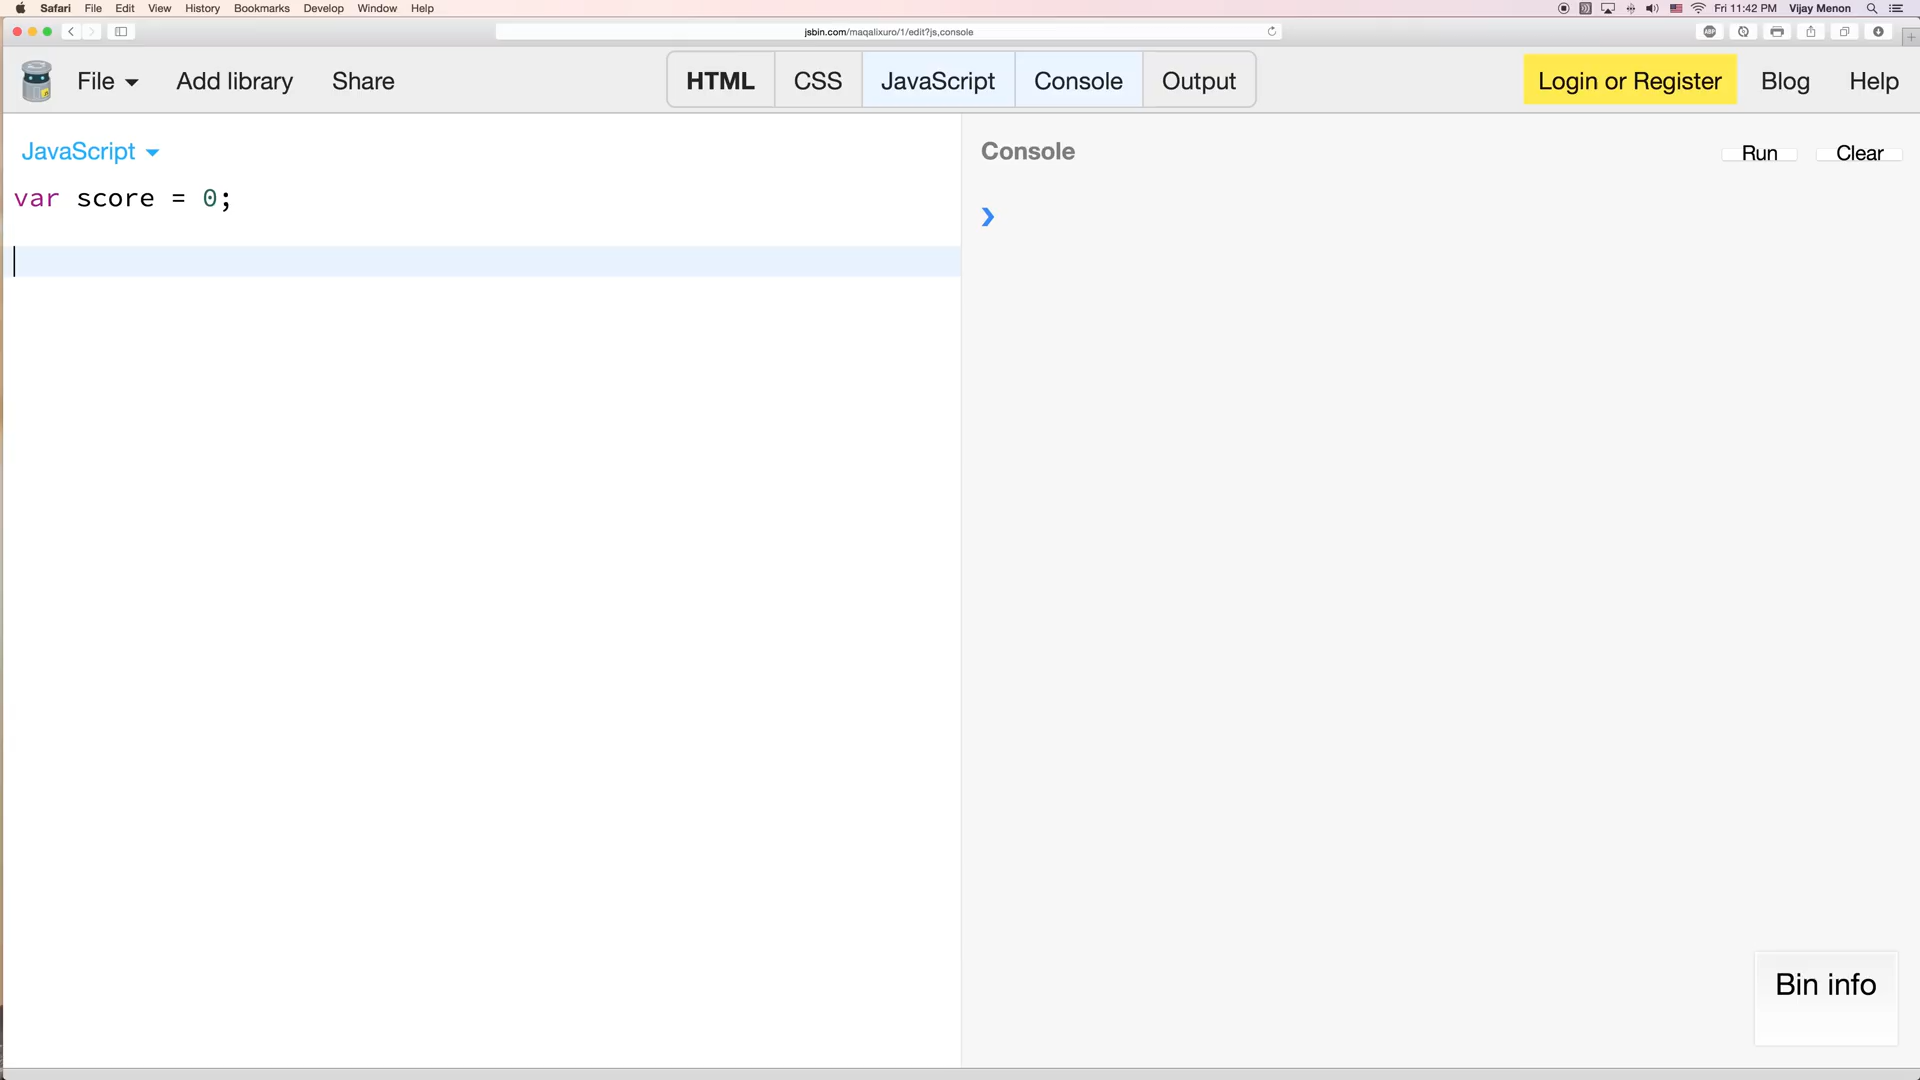 Safari File Edit View History Bookmarks Develop Window Help Fri 11:42 PM Vijay Menon
jsbin.com/maqalixuro/1/edit?js,console
ABP
File Add library Share HTML CSS JavaScript Console Output Login or Register Blog Help
JavaScript
Console Run Clear
var score = 0;
Bin info